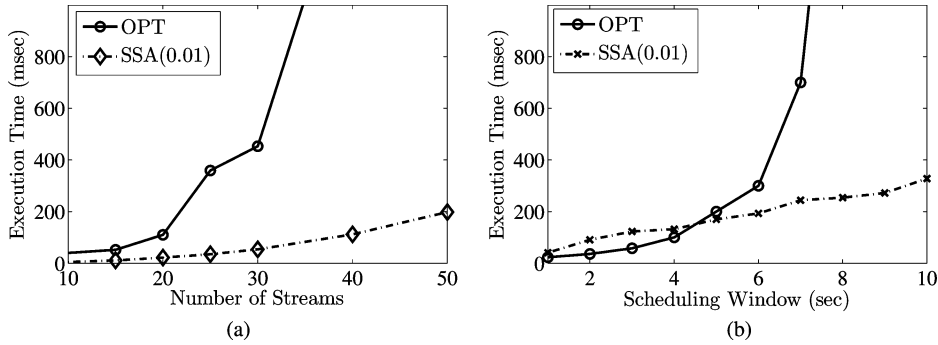 OPT
SSA(0.01)
800
600
400
200
0
Execution Time (msec)
10
20
30
40
50
Number of Streams
(a)
OPT
SSA(0.01)
800
600
400
200
0
Execution Time (msec)
2
4
6
8
10
Scheduling Window (sec)
(b)